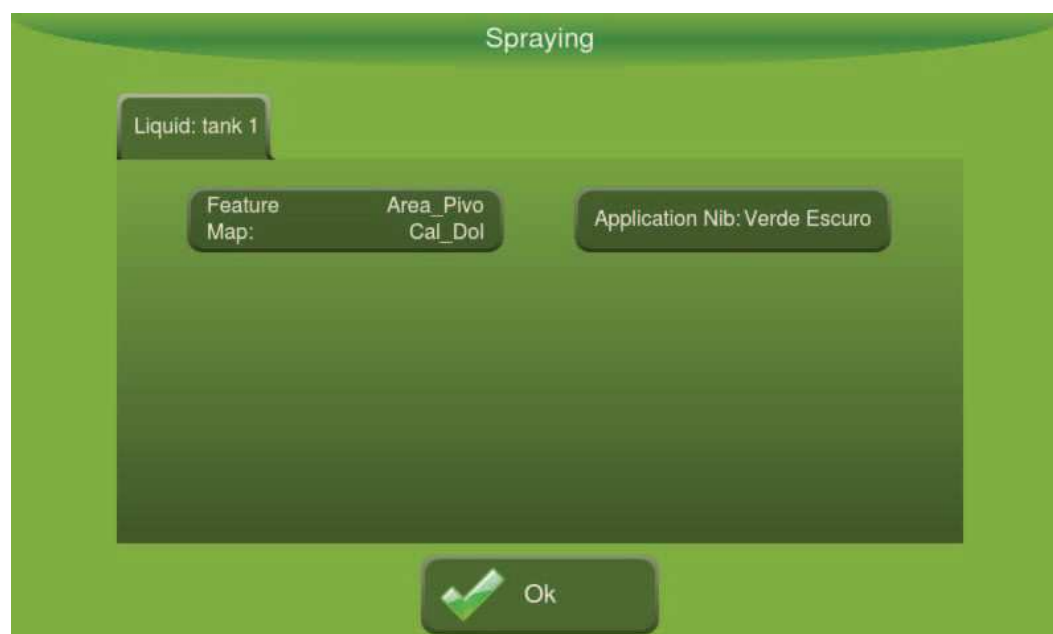 Spraying
Liquid: tank 1
Feature Area_Pivo
Map: Cal_Dol
Application Nib: Verde Escuro
Ok